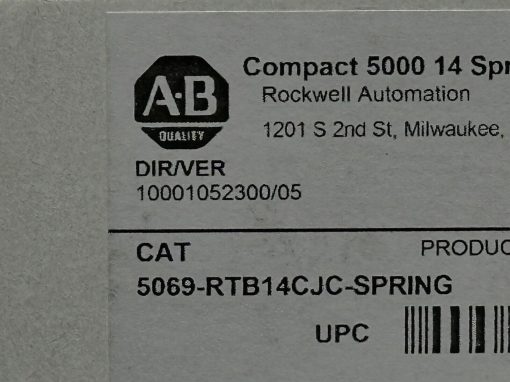 A·B
QUALITY
Compact 5000 14 Spr
Rockwell Automation
1201 S 2nd St, Milwaukee,
DIR/VER
10001052300/05
CAT
PRODUC
5069-RTB14CJC-SPRING
UPC